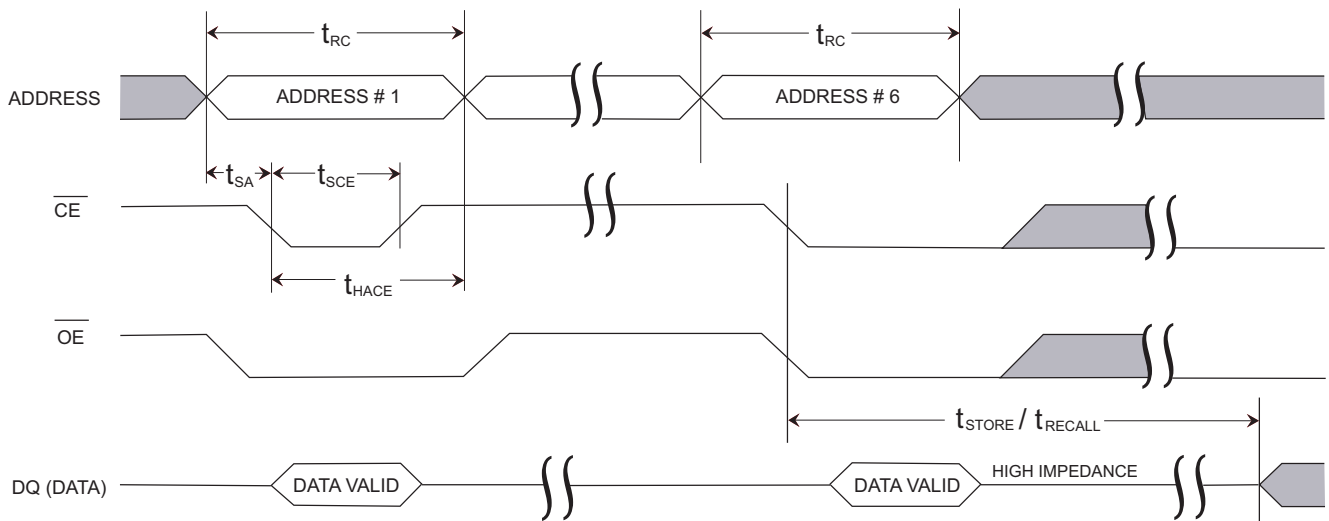 tRC
tRC
ADDRESS
ADDRESS # 1
ADDRESS # 6
tSA
tSCE
CE
tHACE
OE
tSTORE / tRECALL
DQ (DATA)
DATA VALID
DATA VALID
HIGH IMPEDANCE